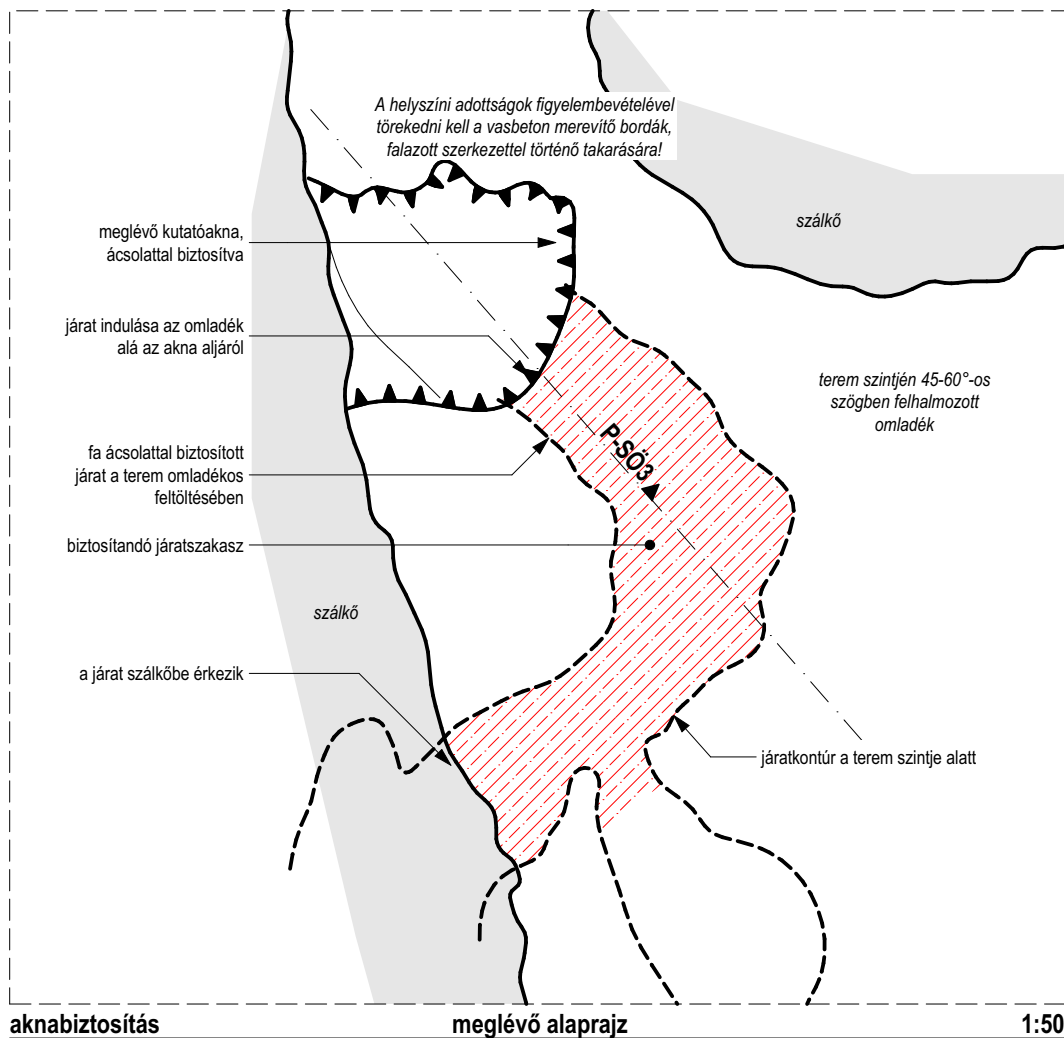 A helyszíni adottságok figyelembevételével
törekedni kell a vasbeton merevítő bordák,
falazott szerkezettel történő takarására!
szálkő
meglévő kutatóakna,
ácsolattal biztosítva
járat indulása az omladék
alá az akna aljáról
terem szintjén 45-60°-os
szögben felhalmozott
omladék
fa ácsolattal biztosított
járat a terem omladékos
feltöltésében
P-SÖ3
biztosítandó járatszakasz
szálkő
a járat szálkőbe érkezik
járatkontúr a terem szintje alatt
aknabiztosítás meglévő alaprajz 1:50